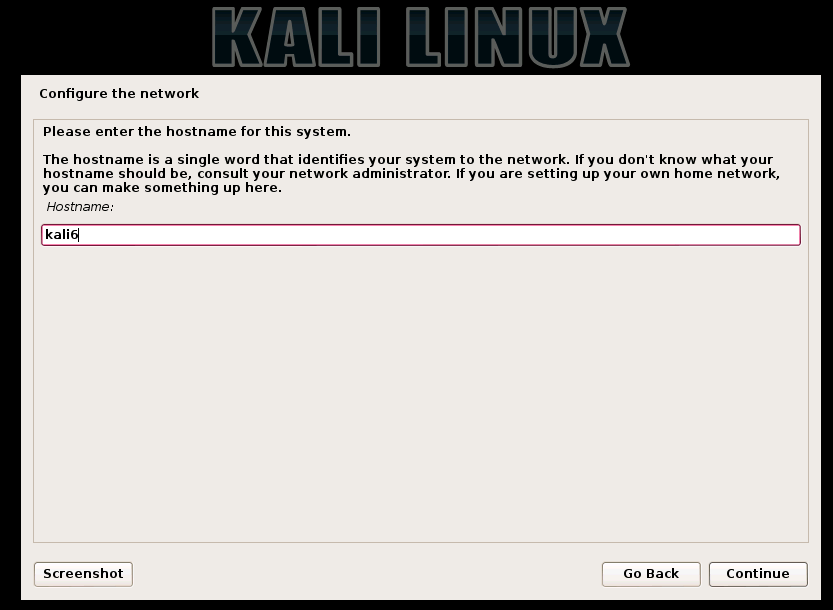 KALI LINUX
Configure the network
Please enter the hostname for this system.
The hostname is a single word that identifies your system to the network. If you don't know what your
hostname should be, consult your network administrator. If you are setting up your own home network,
you can make something up here.
Hostname:
kali6
Screenshot
Go Back
Continue